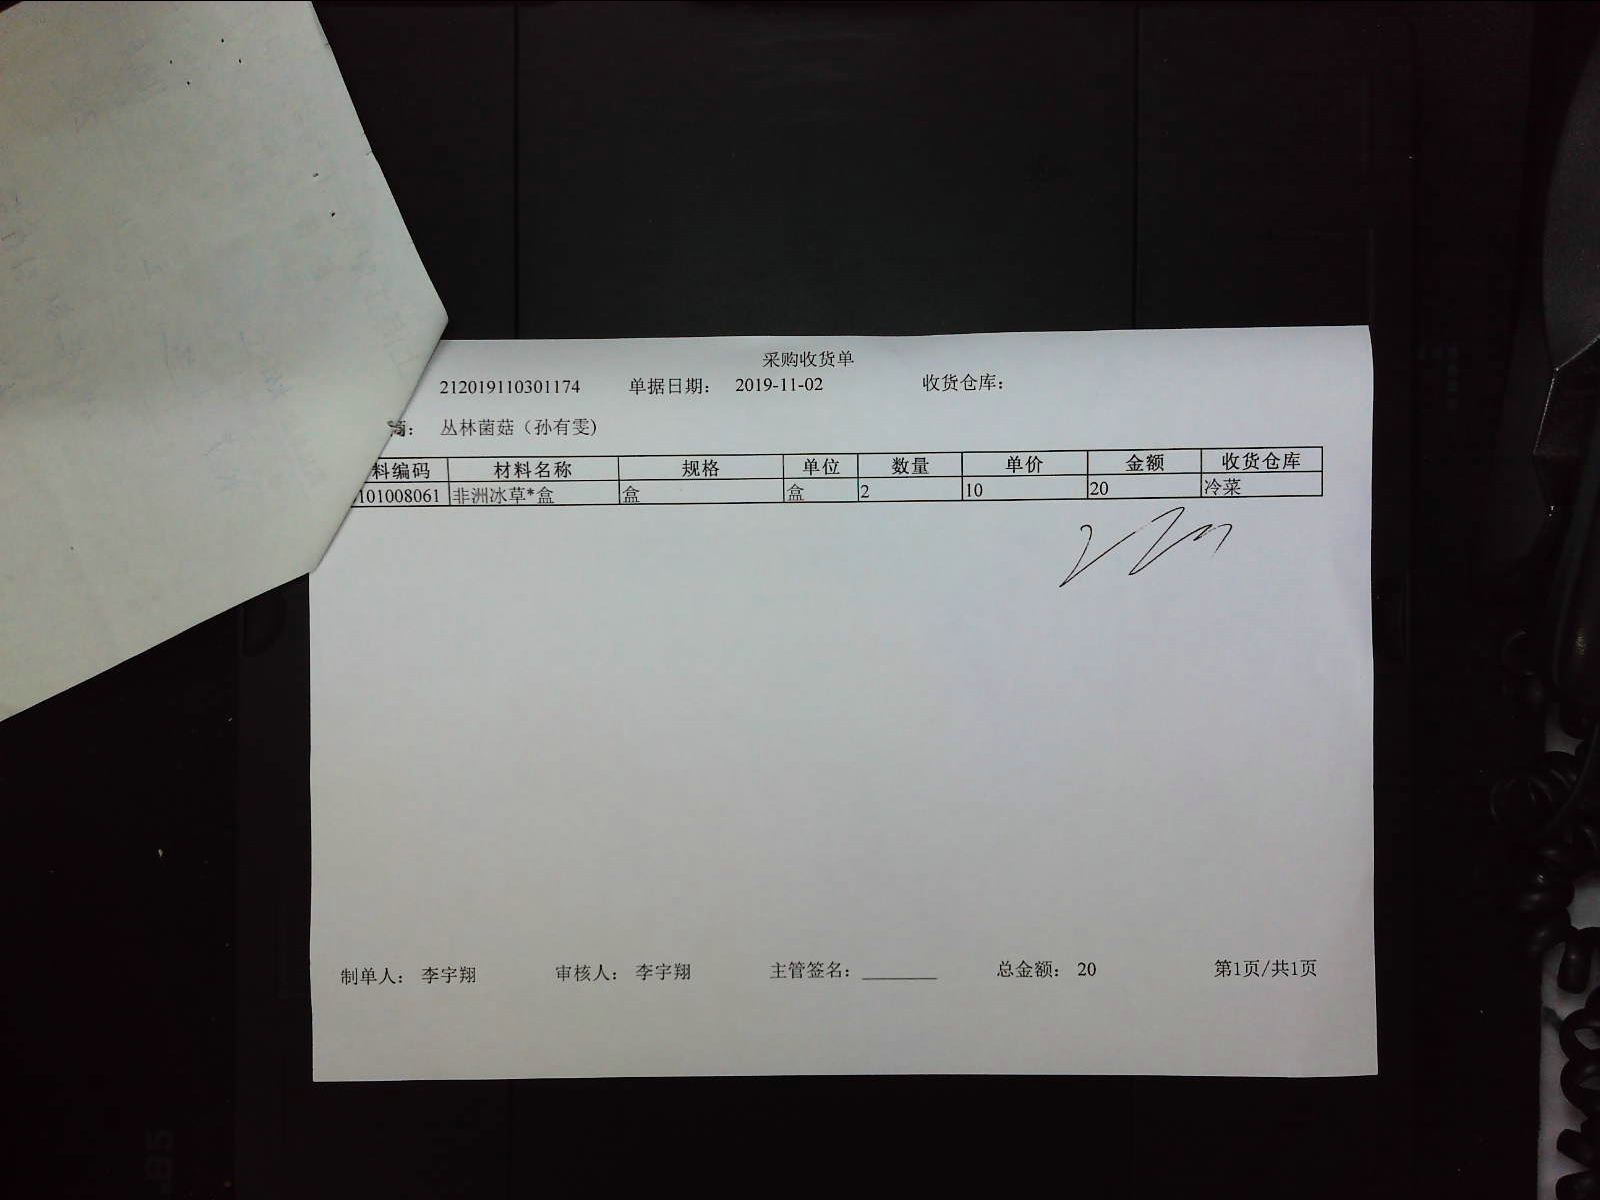 采购收货单
212019110301174 单据日期： 2019-11-02 收货仓库：
商： 丛林菌菇（孙有雯)
料编码 材料名称 规格 单位 数量 单价 金额 收货仓库
101008061 非洲冰草*盒 盒 盒 2 10 20 冷菜
制单人： 李宇翔 审核人： 李宇翔 主管签名：________ 总金额： 20 第1页/共1页